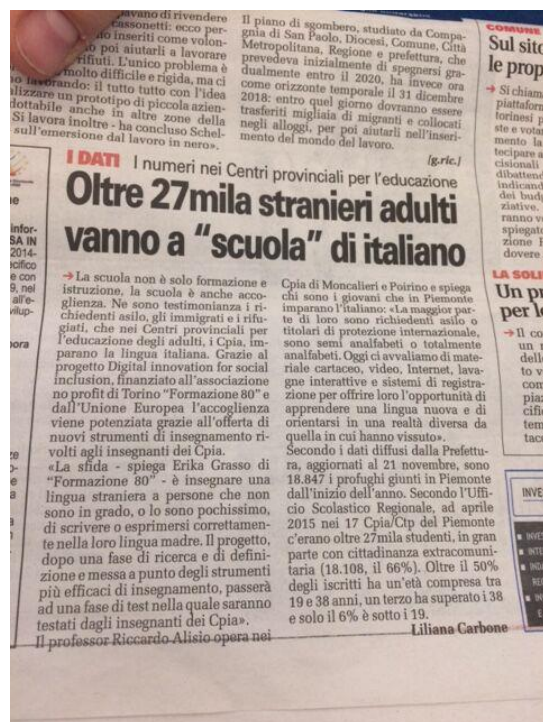 avano di rivendere
cassonetti: ecco per-
o inseriti come volon-
poi aiutarli a lavorare
rifiuti. L'unico problema è
molto difficile e rigida, ma ci
lavorando: il tutto tutto con l'idea
lizzare un prototipo di piccola azien-
dottabile anche in altre zone della
Si lavora inoltre - ha concluso Schel-
sull'emersione dal lavoro in nero».
Il piano di sgombero, studiato da Compa-
gnia di San Paolo, Diocesi, Comune, Città
Metropolitana, Regione e prefettura, che
prevedeva inizialmente di spegnersi gra-
dualmente entro il 2020, ha invece ora
come orizzonte temporale il 31 dicembre
2018: entro quel giorno dovranno essere
trasferiti migliaia di migranti e collocati
negli alloggi, per poi aiutarli nell'inseri-
mento del mondo del lavoro.
[g.ric.]
I DATI I numeri nei Centri provinciali per l'educazione
Oltre 27mila stranieri adulti
vanno a “scuola” di italiano
→ La scuola non è solo formazione e
istruzione, la scuola è anche acco-
glienza. Ne sono testimonianza i ri-
chiedenti asilo, gli immigrati e i rifu-
giati, che nei Centri provinciali per
l'educazione degli adulti, i Cpia, im-
parano la lingua italiana. Grazie al
progetto Digital innovation for social
inclusion, finanziato all'associazione
no profit di Torino “Formazione 80” e
dall'Unione Europea l'accoglienza
viene potenziata grazie all'offerta di
nuovi strumenti di insegnamento ri-
volti agli insegnanti dei Cpia.
«La sfida - spiega Erika Grasso di
“Formazione 80” - è insegnare una
lingua straniera a persone che non
sono in grado, o lo sono pochissimo,
di scrivere o esprimersi correttamen-
te nella loro lingua madre. Il progetto,
dopo una fase di ricerca e di defini-
zione e messa a punto degli strumenti
più efficaci di insegnamento, passerà
ad una fase di test nella quale saranno
testati dagli insegnanti dei Cpia».
Il professor Riccardo Alisio opera nei
Cpia di Moncalieri e Poirino e spiega
chi sono i giovani che in Piemonte
imparano l'italiano: «La maggior par-
te di loro sono richiedenti asilo o
titolari di protezione internazionale,
sono semi analfabeti o totalmente
analfabeti. Oggi ci avvaliamo di mate-
riale cartaceo, video, Internet, lava-
gne interattive e sistemi di registra-
zione per offrire loro l'opportunità di
apprendere una lingua nuova e di
orientarsi in una realtà diversa da
quella in cui hanno vissuto».
Secondo i dati diffusi dalla Prefettu-
ra, aggiornati al 21 novembre, sono
18.847 i profughi giunti in Piemonte
dall'inizio dell'anno. Secondo l'Uffi-
cio Scolastico Regionale, ad aprile
2015 nei 17 Cpia/Ctp del Piemonte
c'erano oltre 27mila studenti, in gran
parte con cittadinanza extracomuni-
taria (18.108, il 66%). Oltre il 50%
degli iscritti ha un'età compresa tra
19 e 38 anni, un terzo ha superato i 38
e solo il 6% è sotto i 19.
Liliana Carbone
COMUNE
Sul sito
le prop
→ Si chiam
piattaform
torinesi p
ste e votar
mento la
tecipare a
cisionali
dibattend
indicand
dei budg
ziative.
ranno v
spiegato
zione
dovere
LA SOLI
Un p
per l
→ Il co
un
delle
to v
com
piaz
cifi
tem
tacc
INVE